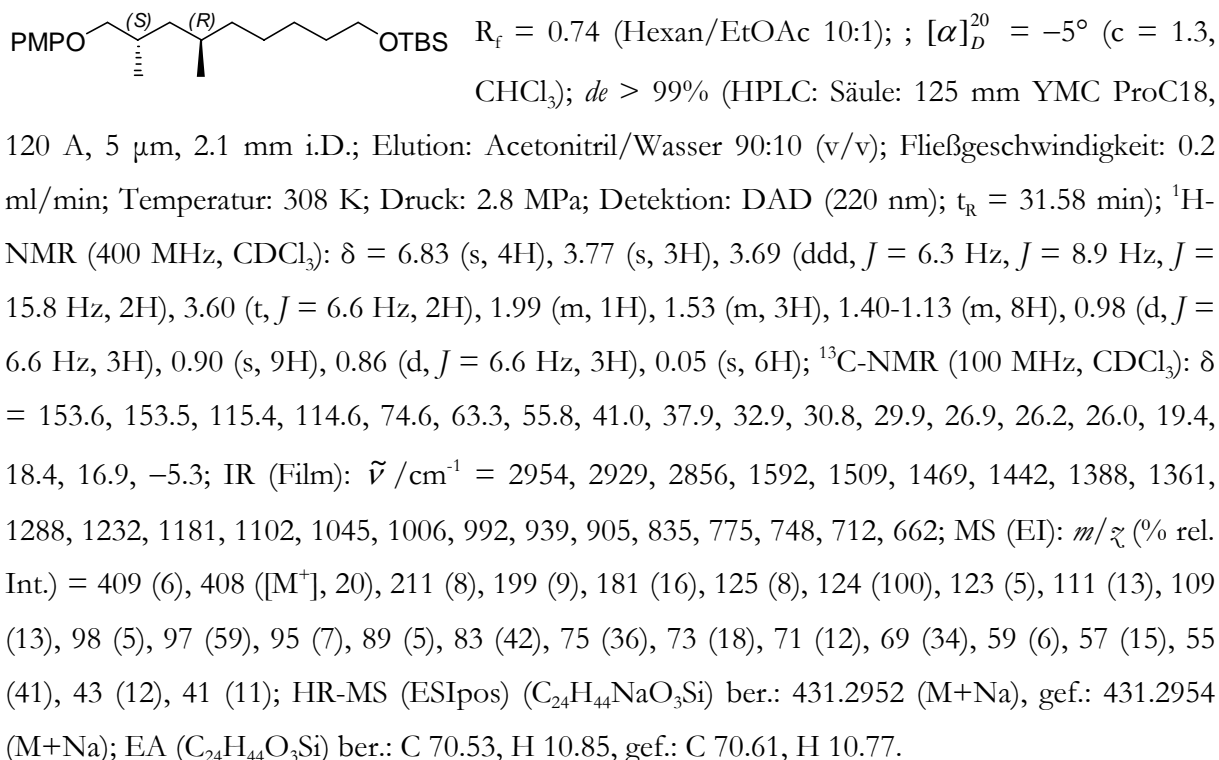 PMPO (S) (R) OTBS R_f = 0.74 (Hexan/EtOAc 10:1); ; [α]_D^20 = −5° (c = 1.3,
CHCl₃); de > 99% (HPLC: Säule: 125 mm YMC ProC18,
120 A, 5 µm, 2.1 mm i.D.; Elution: Acetonitril/Wasser 90:10 (v/v); Fließgeschwindigkeit: 0.2
ml/min; Temperatur: 308 K; Druck: 2.8 MPa; Detektion: DAD (220 nm); t_R = 31.58 min); ¹H-
NMR (400 MHz, CDCl₃): δ = 6.83 (s, 4H), 3.77 (s, 3H), 3.69 (ddd, J = 6.3 Hz, J = 8.9 Hz, J =
15.8 Hz, 2H), 3.60 (t, J = 6.6 Hz, 2H), 1.99 (m, 1H), 1.53 (m, 3H), 1.40-1.13 (m, 8H), 0.98 (d, J =
6.6 Hz, 3H), 0.90 (s, 9H), 0.86 (d, J = 6.6 Hz, 3H), 0.05 (s, 6H); ¹³C-NMR (100 MHz, CDCl₃): δ
= 153.6, 153.5, 115.4, 114.6, 74.6, 63.3, 55.8, 41.0, 37.9, 32.9, 30.8, 29.9, 26.9, 26.2, 26.0, 19.4,
18.4, 16.9, −5.3; IR (Film): ν̃ /cm⁻¹ = 2954, 2929, 2856, 1592, 1509, 1469, 1442, 1388, 1361,
1288, 1232, 1181, 1102, 1045, 1006, 992, 939, 905, 835, 775, 748, 712, 662; MS (EI): m/z (% rel.
Int.) = 409 (6), 408 ([M⁺], 20), 211 (8), 199 (9), 181 (16), 125 (8), 124 (100), 123 (5), 111 (13), 109
(13), 98 (5), 97 (59), 95 (7), 89 (5), 83 (42), 75 (36), 73 (18), 71 (12), 69 (34), 59 (6), 57 (15), 55
(41), 43 (12), 41 (11); HR-MS (ESIpos) (C₂₄H₄₄NaO₃Si) ber.: 431.2952 (M+Na), gef.: 431.2954
(M+Na); EA (C₂₄H₄₄O₃Si) ber.: C 70.53, H 10.85, gef.: C 70.61, H 10.77.